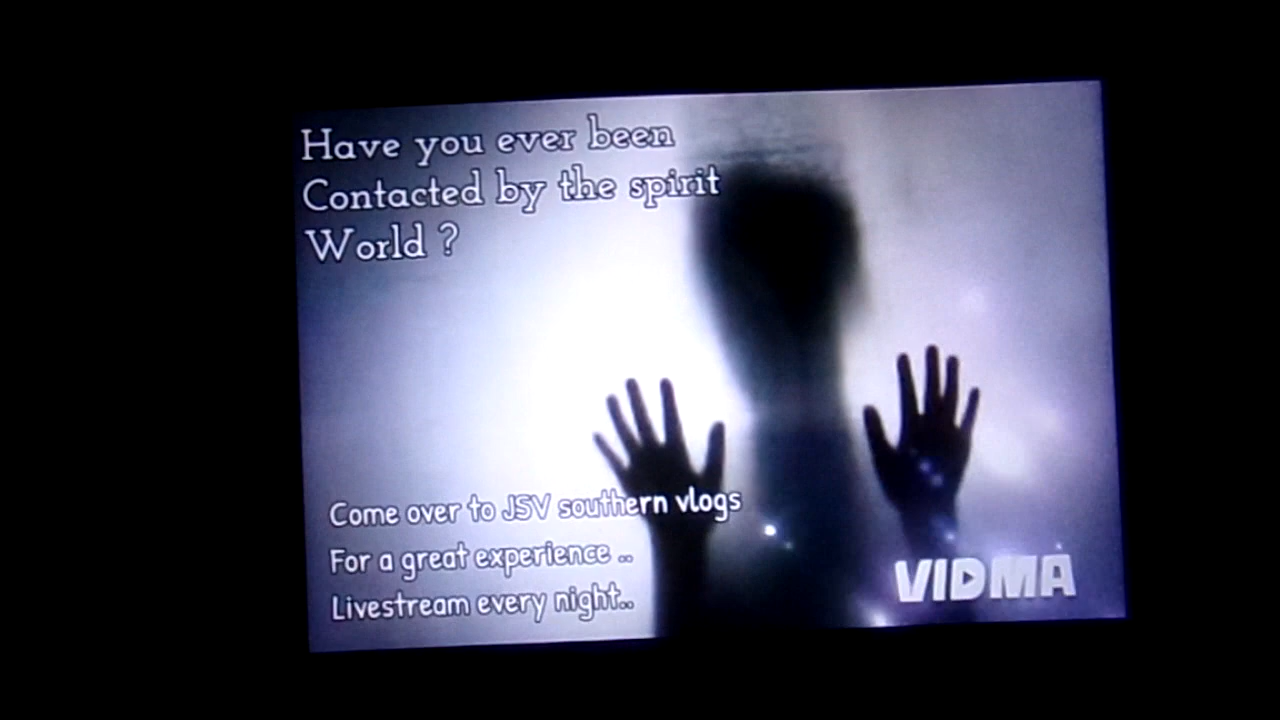 Have you ever been
Contacted by the spirit
World ?
Come over to JSV southern vlogs
For a great experience ..
Livestream every night..
VIDMA